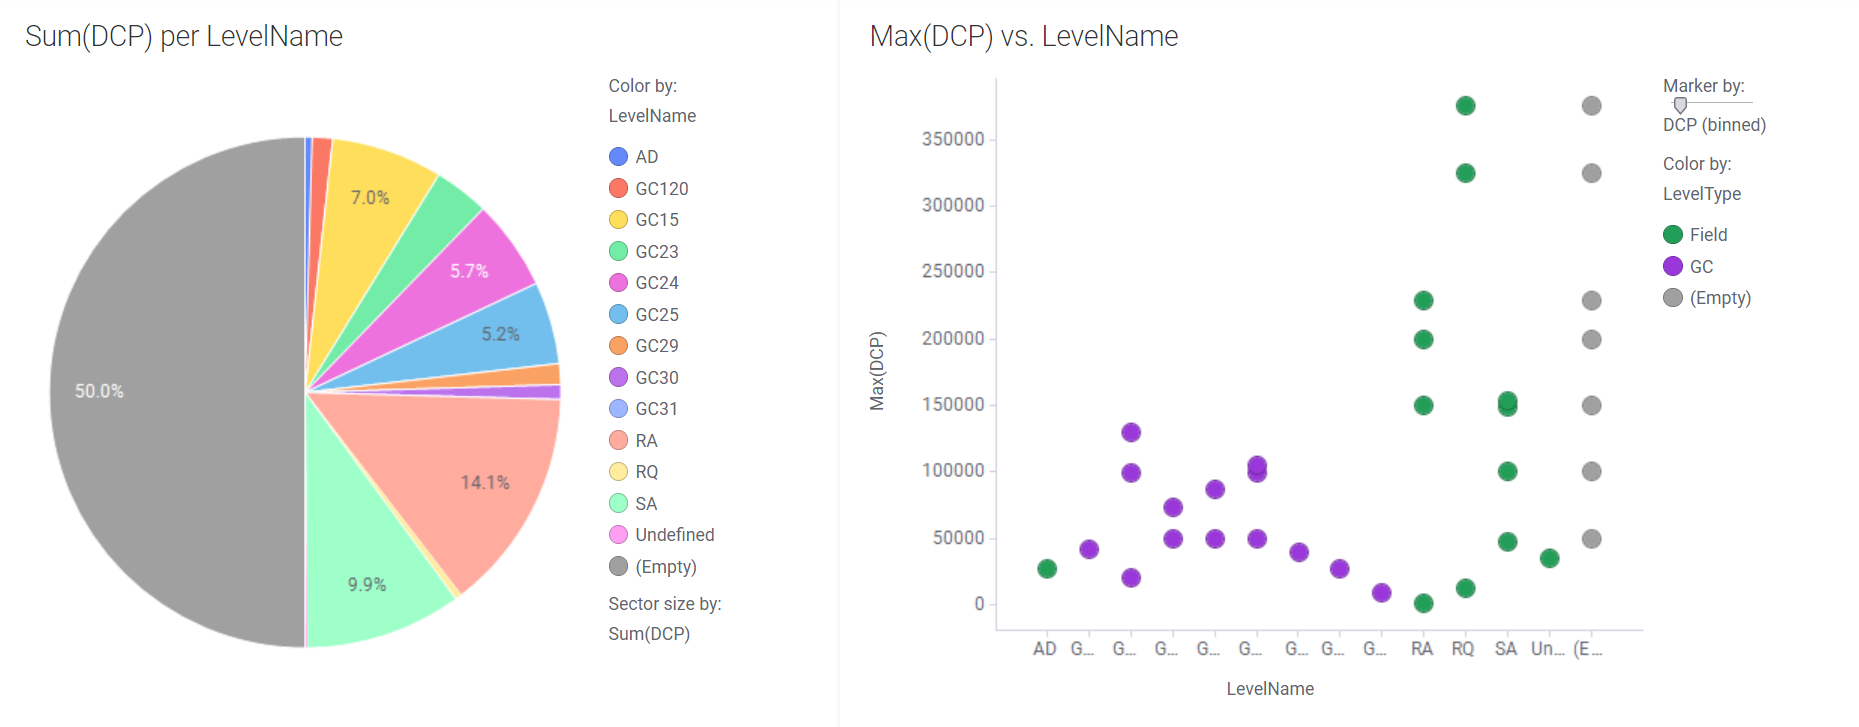 Sum(DCP) per LevelName
Color by:
LevelName
AD
GC120
GC15
GC23
GC24
GC25
GC29
GC30
GC31
RA
RQ
SA
Undefined
(Empty)
Sector size by:
Sum(DCP)
7.0%
5.7%
5.2%
50.0%
14.1%
9.9%
Max(DCP) vs. LevelName
Max(DCP)
350000
300000
250000
200000
150000
100000
50000
0
AD G... G... G... G... G... G... G... G... RA RQ SA Un... (E...
LevelName
Marker by:
DCP (binned)
Color by:
LevelType
Field
GC
(Empty)